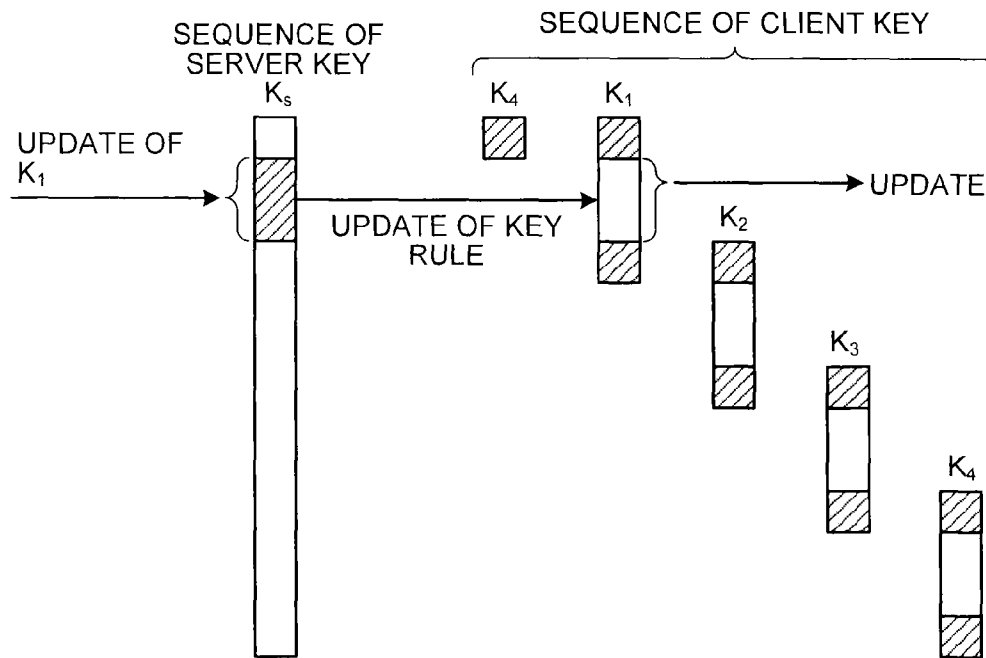 SEQUENCE OF CLIENT KEY
SEQUENCE OF
SERVER KEY
Ks
K4
K1
UPDATE OF
K1
UPDATE
UPDATE OF KEY
RULE
K2
K3
K4